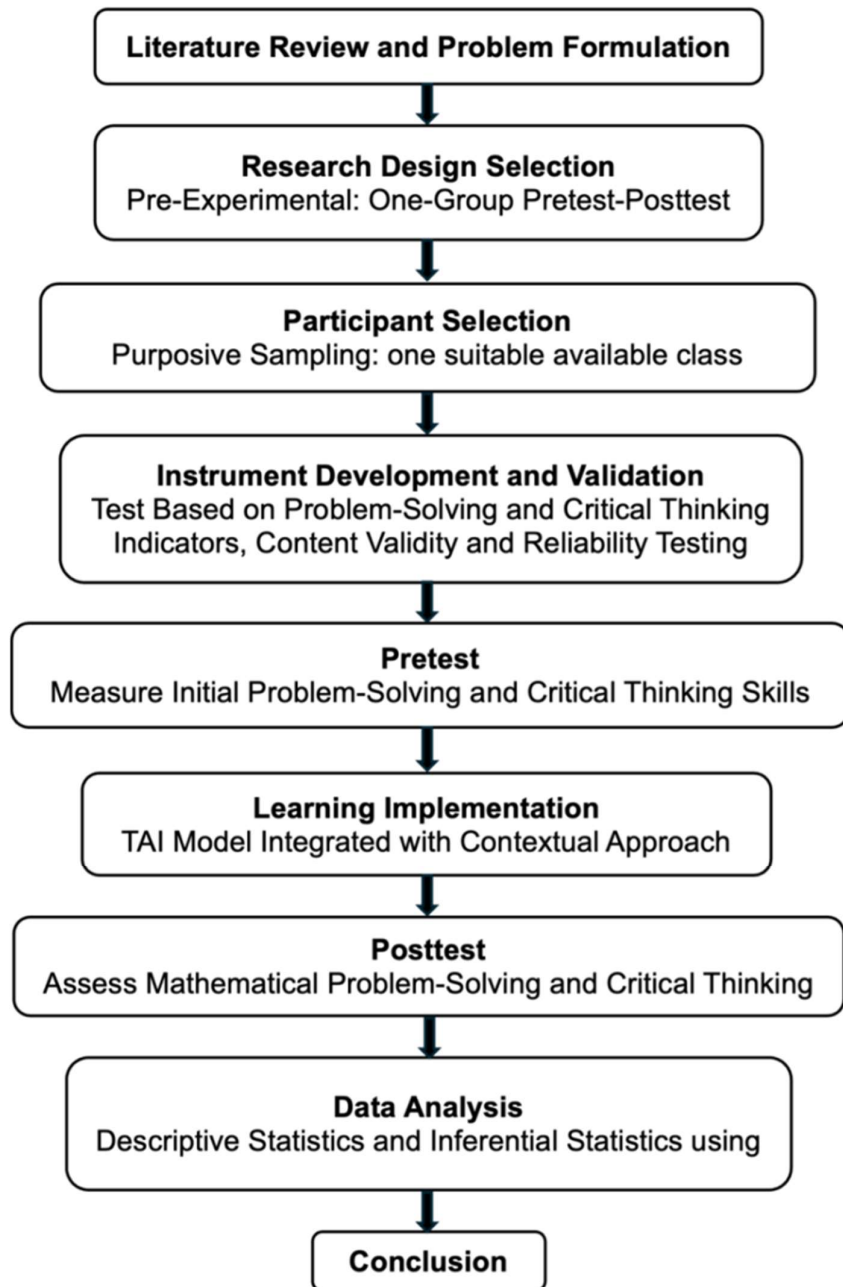 Literature Review and Problem Formulation
Research Design Selection
Pre-Experimental: One-Group Pretest-Posttest
Participant Selection
Purposive Sampling: one suitable available class
Instrument Development and Validation
Test Based on Problem-Solving and Critical Thinking
Indicators, Content Validity and Reliability Testing
Pretest
Measure Initial Problem-Solving and Critical Thinking Skills
Learning Implementation
TAI Model Integrated with Contextual Approach
Posttest
Assess Mathematical Problem-Solving and Critical Thinking
Data Analysis
Descriptive Statistics and Inferential Statistics using
Conclusion